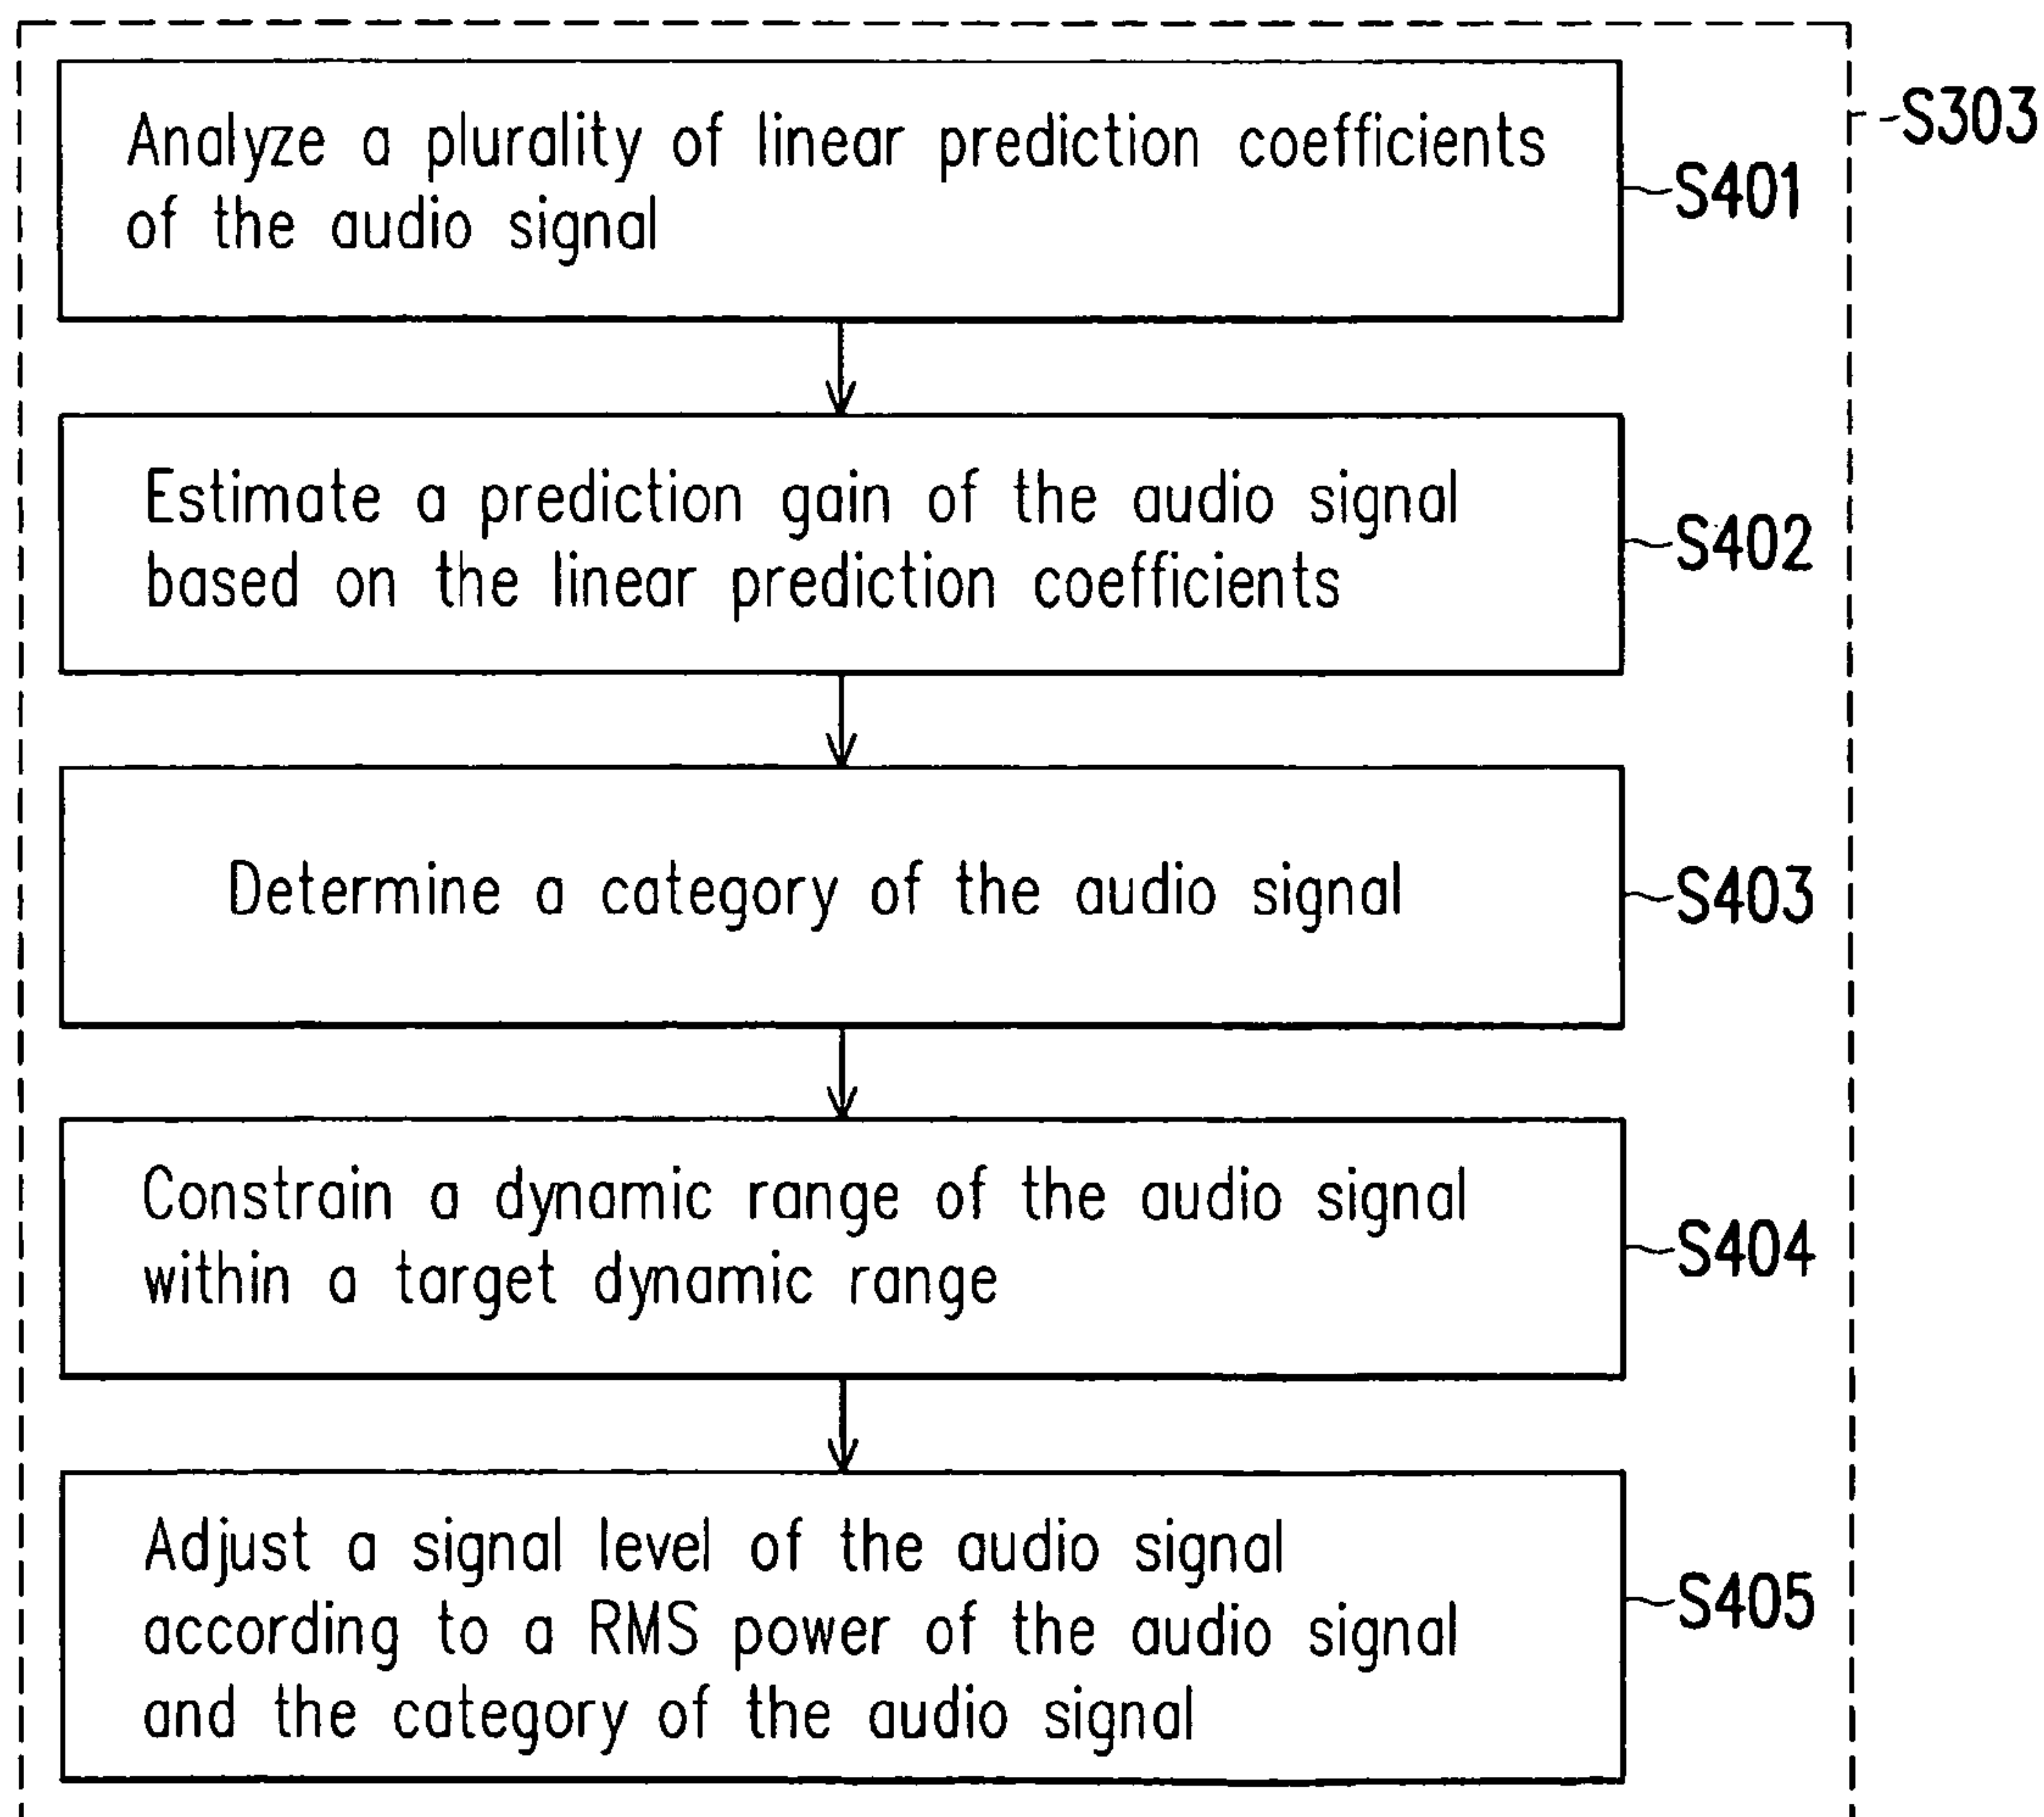 S303
Analyze a plurality of linear prediction coefficients
of the audio signal
S401
Estimate a prediction gain of the audio signal
based on the linear prediction coefficients
S402
Determine a category of the audio signal
S403
Constrain a dynamic range of the audio signal
within a target dynamic range
S404
Adjust a signal level of the audio signal
according to a RMS power of the audio signal
and the category of the audio signal
S405